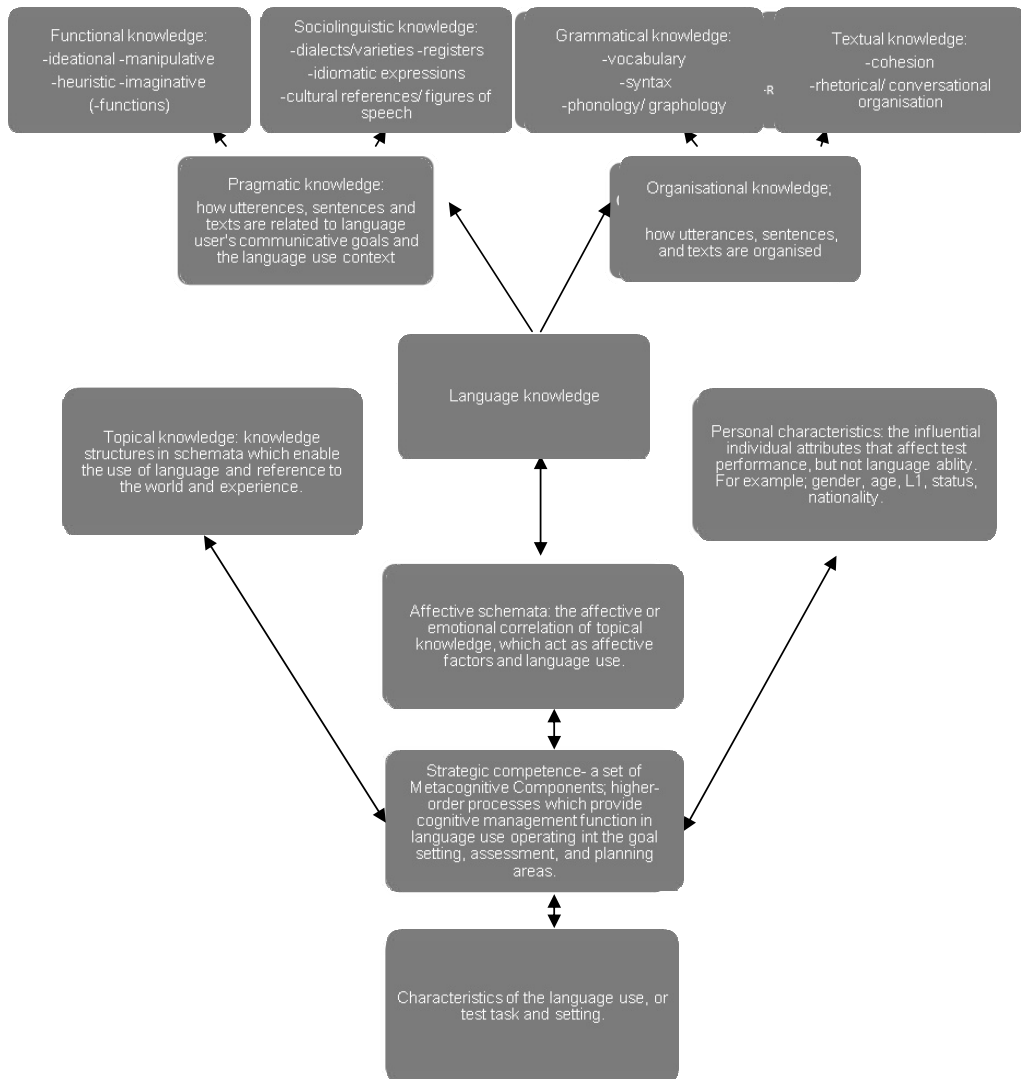 Functional knowledge:
-ideational -manipulative
-heuristic -imaginative
(-functions)
Sociolinguistic knowledge:
-dialects/varieties -registers
-idiomatic expressions
-cultural references/ figures of
speech
Grammatical knowledge:
-vocabulary
-syntax
-phonology/ graphology
-R
Textual knowledge:
-cohesion
-rhetorical/ conversational
organisation
Pragmatic knowledge:
how utterences, sentences and
texts are related to language
user's communicative goals and
the language use context
Organisational knowledge;
how utterances, sentences,
and texts are organised
Language knowledge
Topical knowledge: knowledge
structures in schemata which enable
the use of language and reference to
the world and experience.
Personal characteristics: the influential
individual attributes that affect test
performance, but not language ablity.
For example; gender, age, L1, status,
nationality.
Affective schemata: the affective or
emotional correlation of topical
knowledge, which act as affective
factors and language use.
Strategic competence- a set of
Metacognitive Components; higher-
order processes which provide
cognitive management function in
language use operating int the goal
setting, assessment, and planning
areas.
Characteristics of the language use, or
test task and setting.